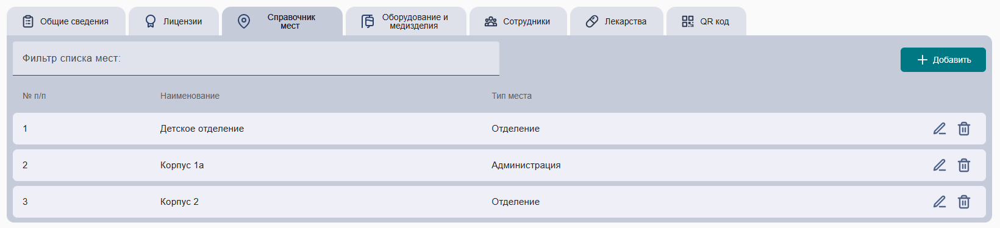 Общие сведения
Лицензии
Справочник
мест
Оборудование и
медизделия
Сотрудники
Лекарства
QR код
Фильтр списка мест:
Добавить
№ п/п Наименование Тип места
1 Детское отделение Отделение
2 Корпус 1а Администрация
3 Корпус 2 Отделение